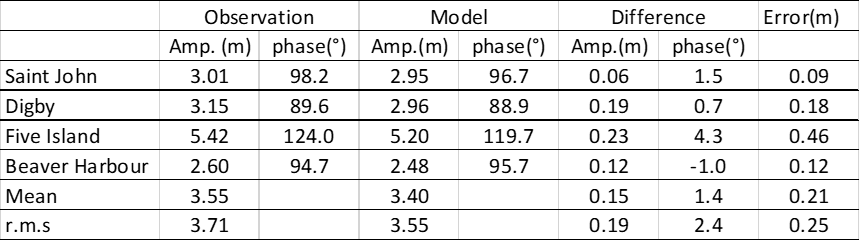 Observation Model Difference Error(m)
Amp. (m) phase(°) Amp.(m) phase(°) Amp.(m) phase(°)
Saint John 3.01 98.2 2.95 96.7 0.06 1.5 0.09
Digby 3.15 89.6 2.96 88.9 0.19 0.7 0.18
Five Island 5.42 124.0 5.20 119.7 0.23 4.3 0.46
Beaver Harbour 2.60 94.7 2.48 95.7 0.12 -1.0 0.12
Mean 3.55 3.40 0.15 1.4 0.21
r.m.s 3.71 3.55 0.19 2.4 0.25